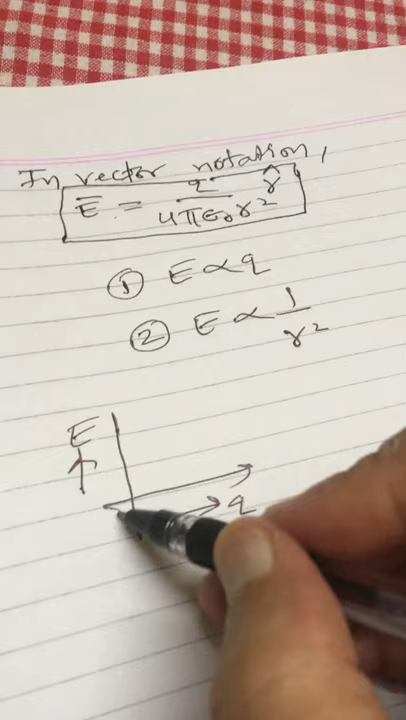 In vector notation,
E̅ = q/4πϵ₀r² r̂
① E ∝ q
② E ∝ 1/r²
E
q